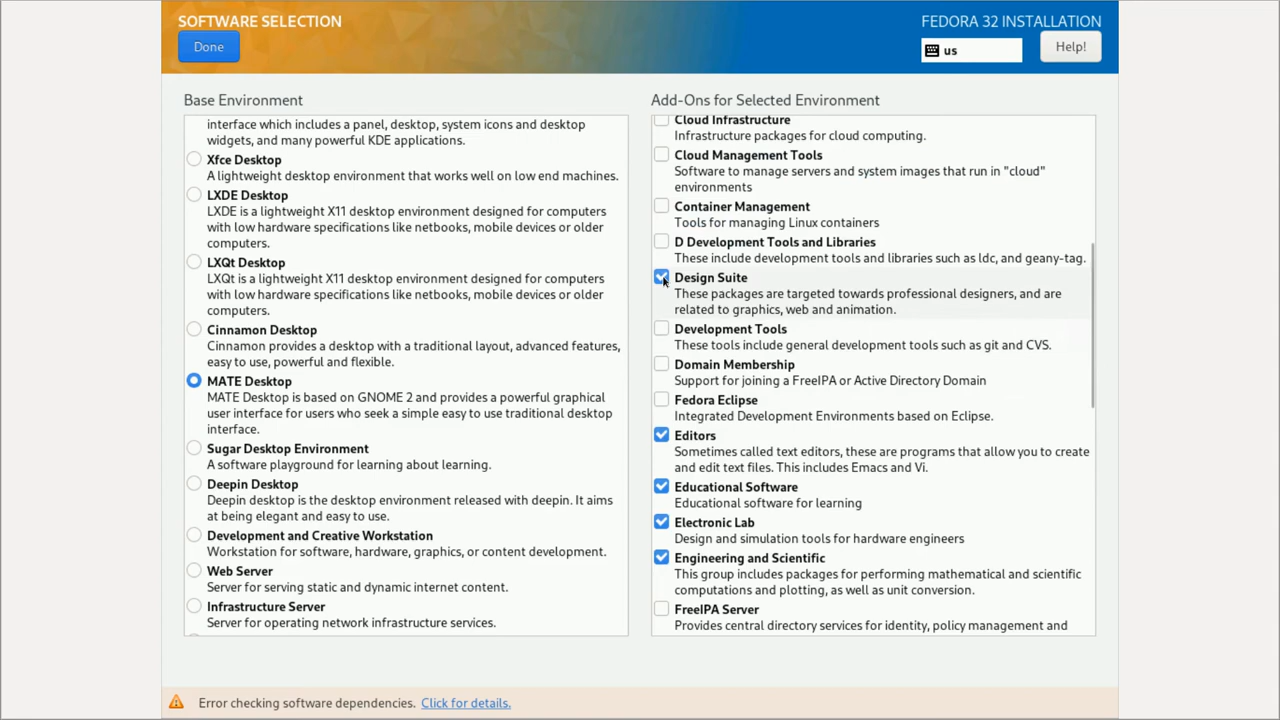 SOFTWARE SELECTION
FEDORA 32 INSTALLATION
Done
us
Help!
Base Environment
interface which includes a panel, desktop, system icons and desktop
widgets, and many powerful KDE applications.
Xfce Desktop
A lightweight desktop environment that works well on low end machines.
LXDE Desktop
LXDE is a lightweight X11 desktop environment designed for computers
with low hardware specifications like netbooks, mobile devices or older
computers.
LXQt Desktop
LXQt is a lightweight X11 desktop environment designed for computers
with low hardware specifications like netbooks, mobile devices or older
computers.
Cinnamon Desktop
Cinnamon provides a desktop with a traditional layout, advanced features,
easy to use, powerful and flexible.
MATE Desktop
MATE Desktop is based on GNOME 2 and provides a powerful graphical
user interface for users who seek a simple easy to use traditional desktop
interface.
Sugar Desktop Environment
A software playground for learning about learning.
Deepin Desktop
Deepin desktop is the desktop environment released with deepin. It aims
at being elegant and easy to use.
Development and Creative Workstation
Workstation for software, hardware, graphics, or content development.
Web Server
Server for serving static and dynamic internet content.
Infrastructure Server
Server for operating network infrastructure services.
Add-Ons for Selected Environment
Cloud Infrastructure
Infrastructure packages for cloud computing.
Cloud Management Tools
Software to manage servers and system images that run in "cloud"
environments
Container Management
Tools for managing Linux containers
D Development Tools and Libraries
These include development tools and libraries such as ldc, and geany-tag.
Design Suite
These packages are targeted towards professional designers, and are
related to graphics, web and animation.
Development Tools
These tools include general development tools such as git and CVS.
Domain Membership
Support for joining a FreeIPA or Active Directory Domain
Fedora Eclipse
Integrated Development Environments based on Eclipse.
Editors
Sometimes called text editors, these are programs that allow you to create
and edit text files. This includes Emacs and Vi.
Educational Software
Educational software for learning
Electronic Lab
Design and simulation tools for hardware engineers
Engineering and Scientific
This group includes packages for performing mathematical and scientific
computations and plotting, as well as unit conversion.
FreeIPA Server
Provides central directory services for identity, policy management and
Error checking software dependencies. Click for details.